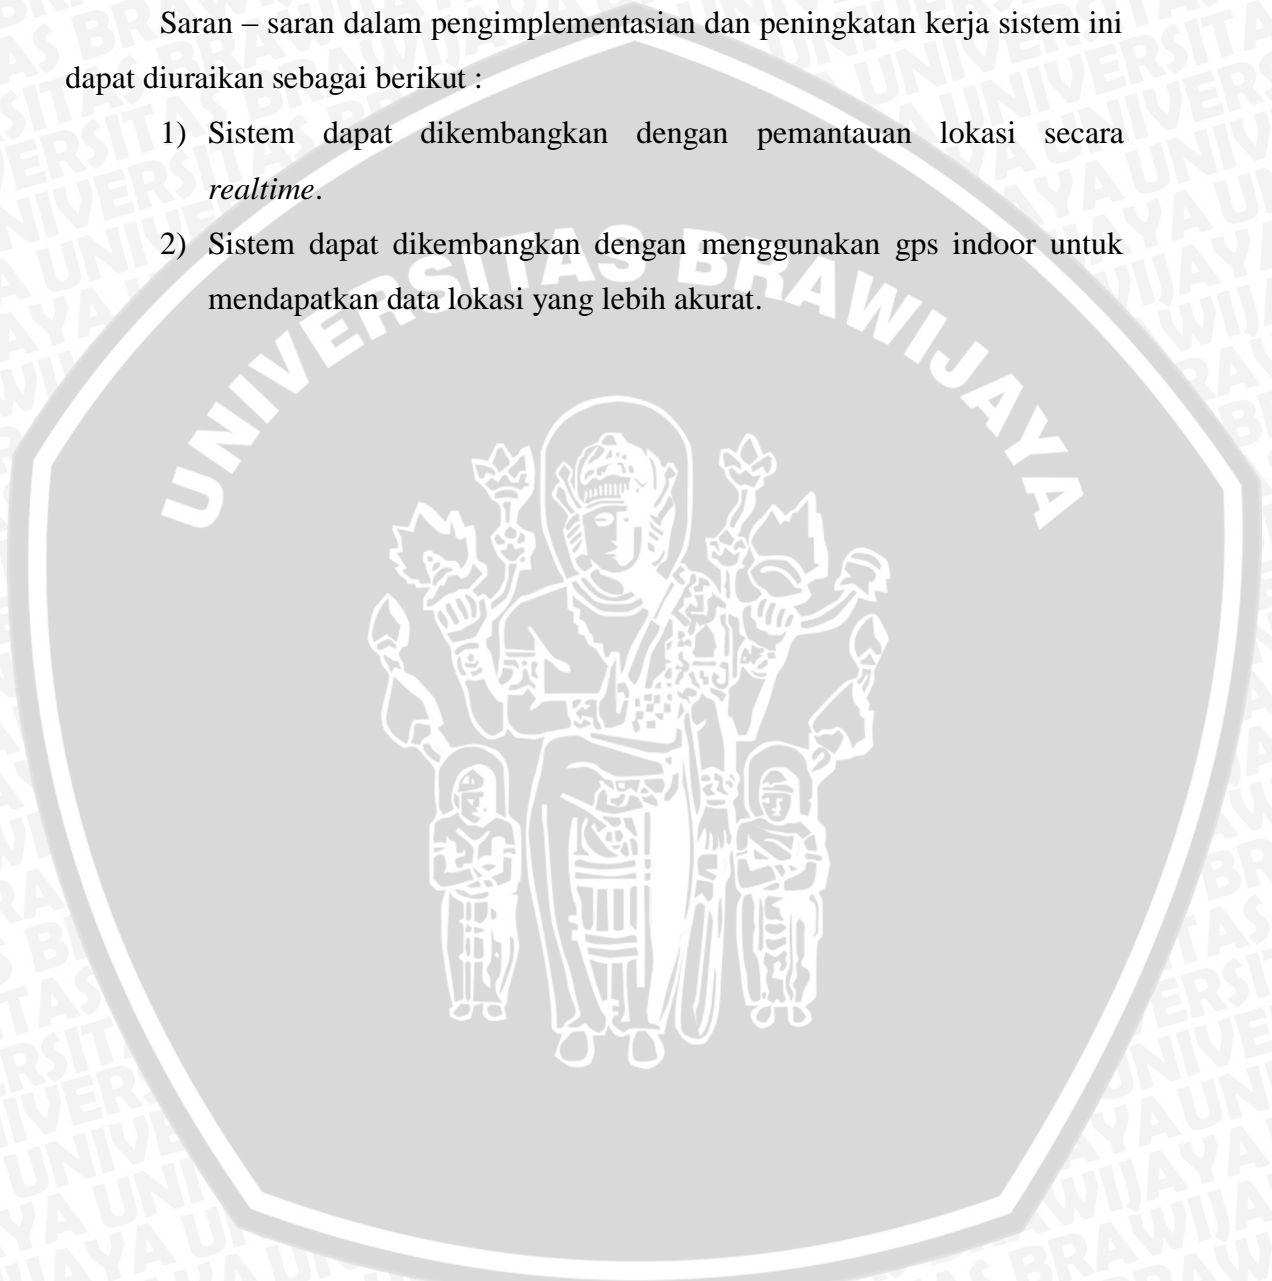 Saran – saran dalam pengimplementasian dan peningkatan kerja sistem ini
dapat diuraikan sebagai berikut :
1) Sistem dapat dikembangkan dengan pemantauan lokasi secara
realtime.
2) Sistem dapat dikembangkan dengan menggunakan gps indoor untuk
mendapatkan data lokasi yang lebih akurat.
UNIVERSITAS BRAWIJAYA